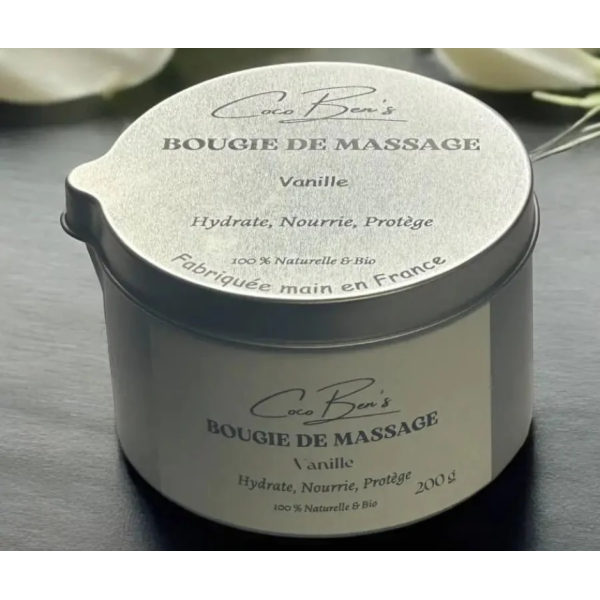 Coco Ben's
BOUGIE DE MASSAGE
Vanille
Hydrate, Nourrie, Protège
100 % Naturelle & Bio
Fabriquée main en France
Coco Ben's
BOUGIE DE MASSAGE
Vanille
Hydrate, Nourrie, Protège
200 g
100 % Naturelle & Bio